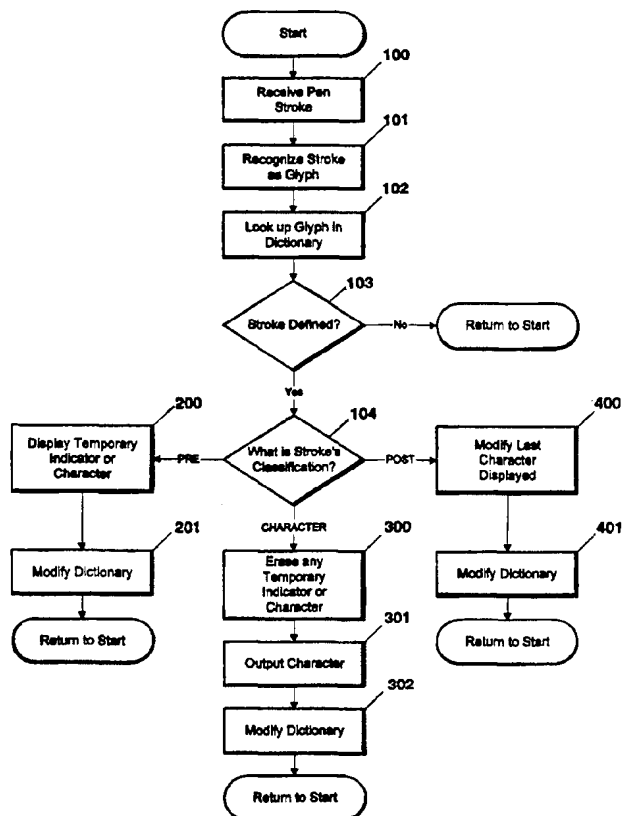 Start
100
Receive Pen
Stroke
101
Recognize Stroke
as Glyph
102
Look up Glyph in
Dictionary
103
Stroke Defined?
No
Return to Start
Yes
104
What is Stroke's
Classification?
PRE
200
Display Temporary
Indicator or
Character
201
Modify Dictionary
Return to Start
CHARACTER
300
Erase any
Temporary
Indicator or
Character
301
Output Character
302
Modify Dictionary
Return to Start
POST
400
Modify Last
Character
Displayed
401
Modify Dictionary
Return to Start